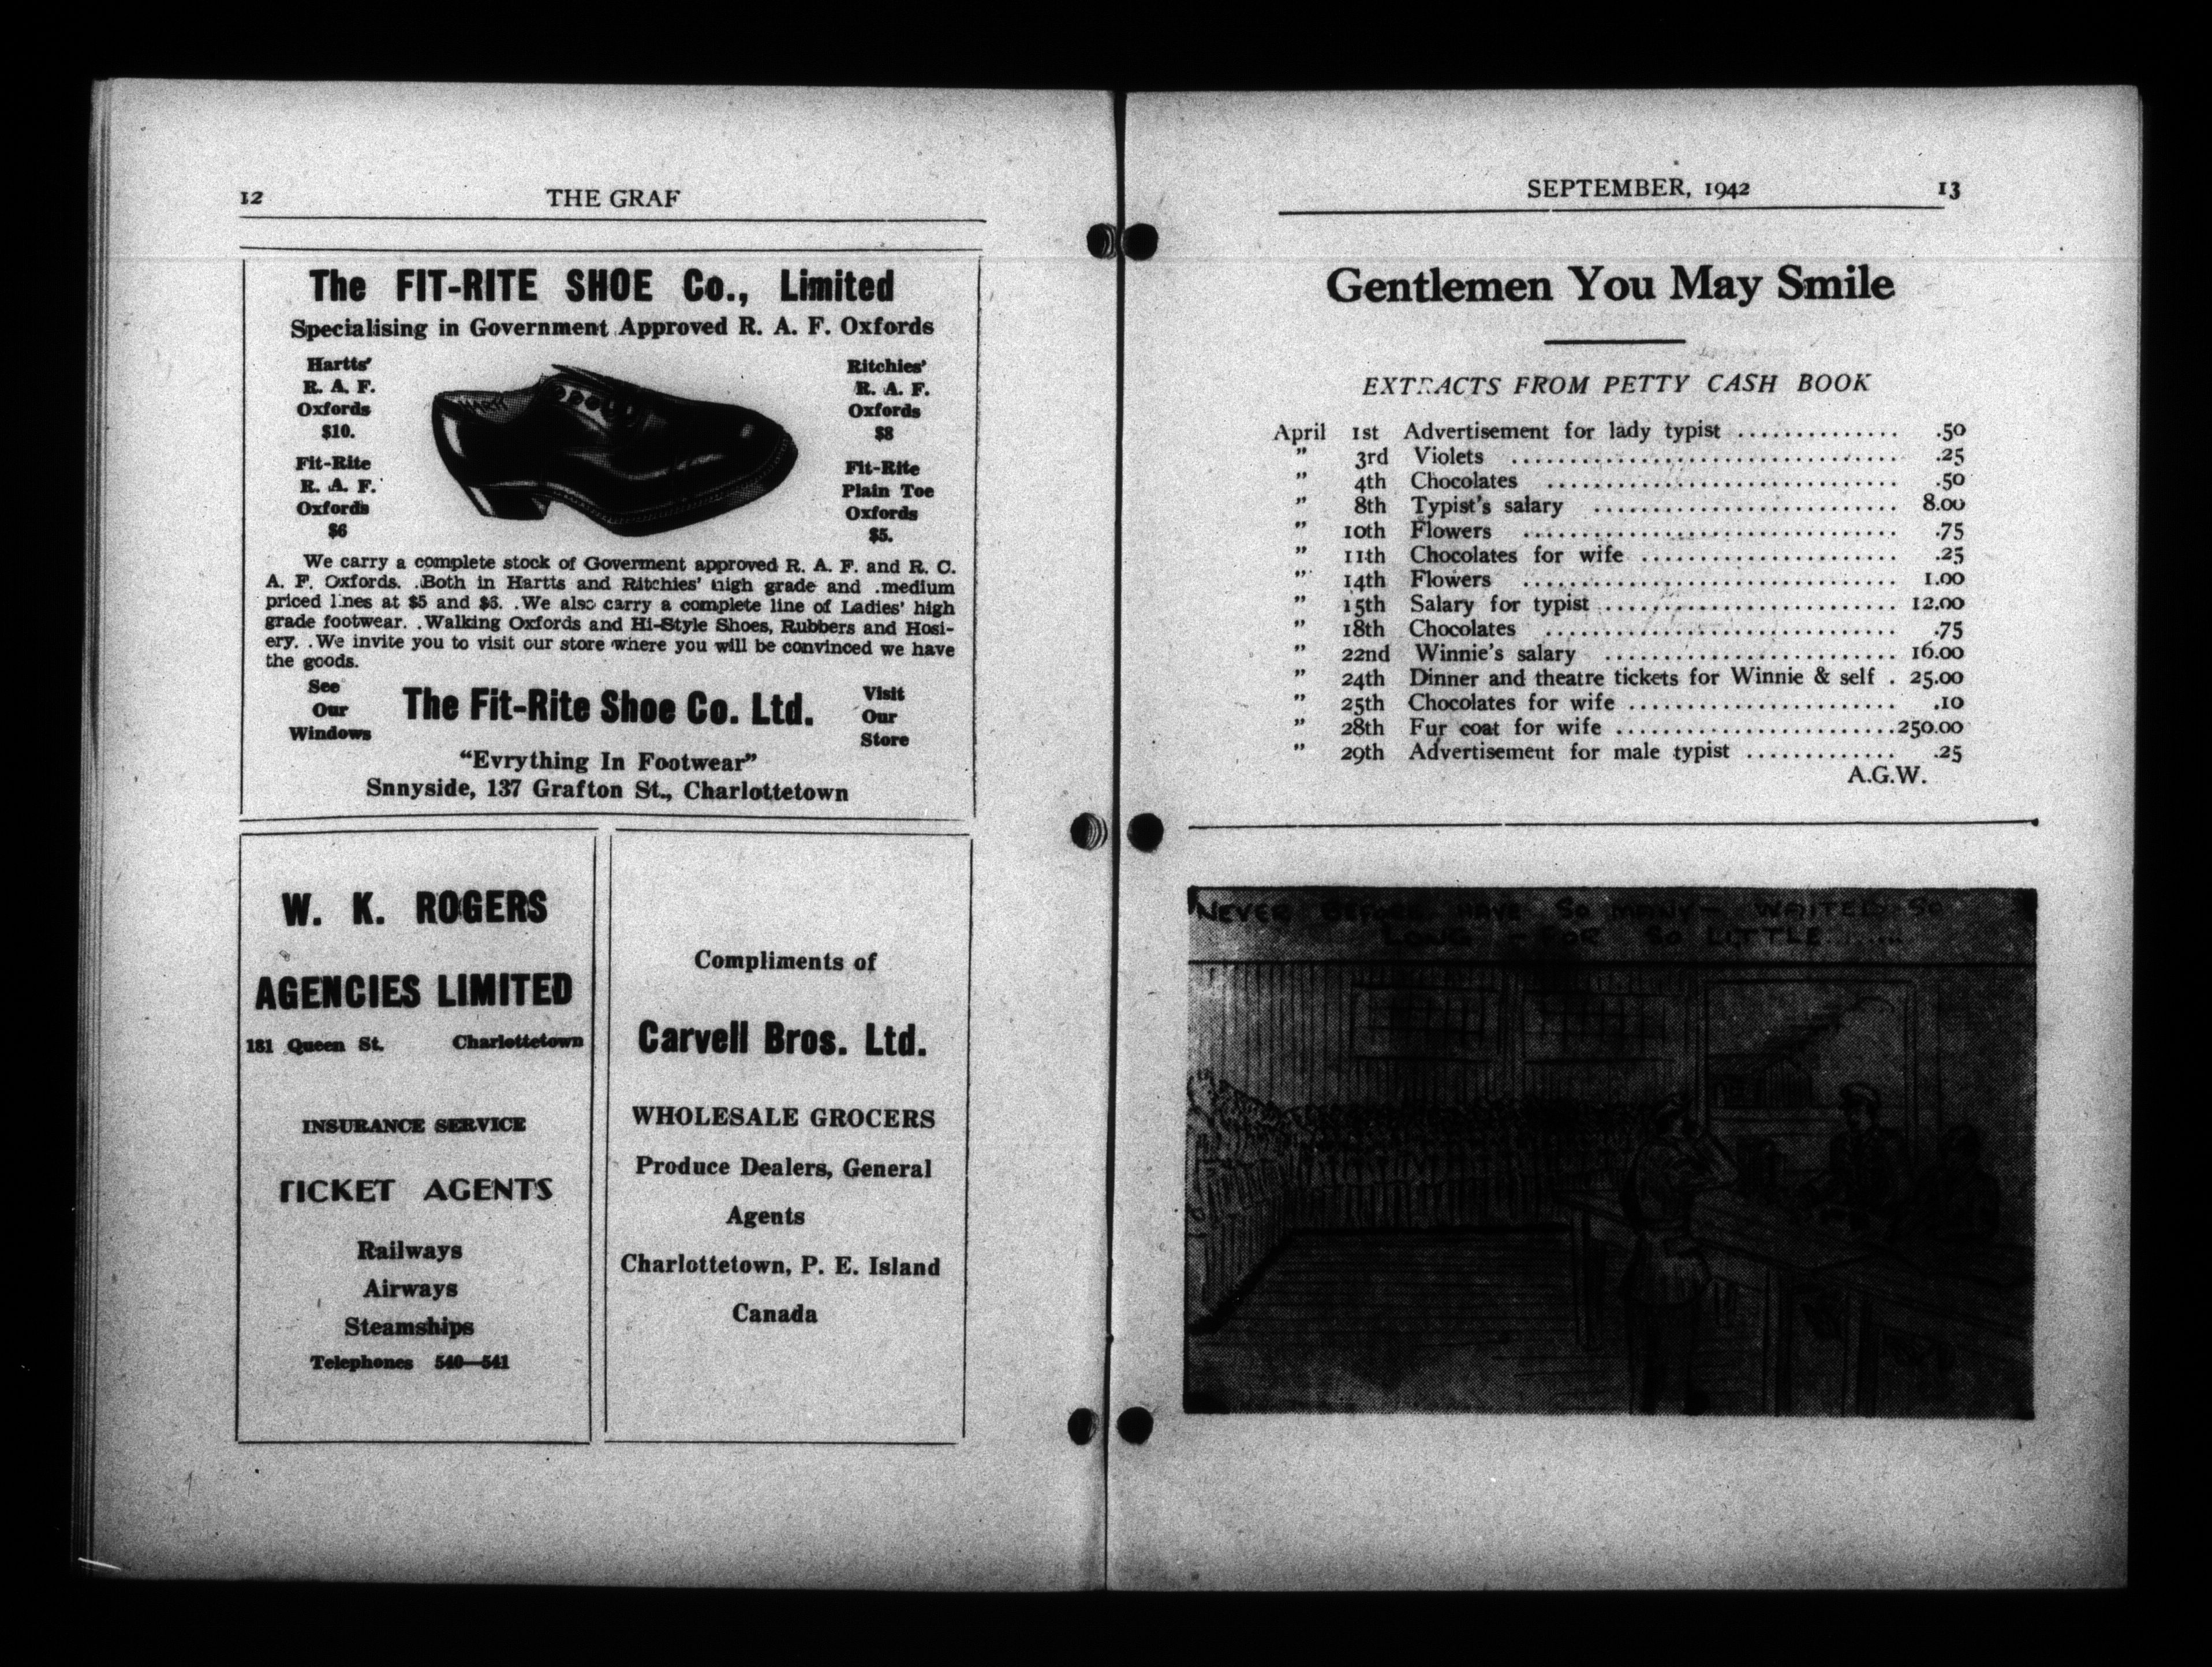 12
THE GRAF
The FIT-RITE SHOE Co., Limited
Specialising in Government Approved R. A. F. Oxfords
Hartts'
R. A. F.
Oxfords
$10.
Fit-Rite
R. A. F.
Oxfords
$6
Ritchies'
R. A. F.
Oxfords
$8
Fit-Rite
Plain Toe
Oxfords
$5.
We carry a complete stock of Goverment approved R. A. F. and R. C.
A. F. Oxfords. .Both in Hartts and Ritchies' high grade and .medium
priced lines at $5 and $6. .We also carry a complete line of Ladies' high
grade footwear. .Walking Oxfords and Hi-Style Shoes, Rubbers and Hosi-
ery. .We invite you to visit our store where you will be convinced we have
the goods.
See
Our
Windows
The Fit-Rite Shoe Co. Ltd.
Visit
Our
Store
"Evrything In Footwear"
Snnyside, 137 Grafton St., Charlottetown
W. K. ROGERS
AGENCIES LIMITED
181 Queen St. Charlottetown
INSURANCE SERVICE
TICKET AGENTS
Railways
Airways
Steamships
Telephones 540—541
Compliments of
Carvell Bros. Ltd.
WHOLESALE GROCERS
Produce Dealers, General
Agents
Charlottetown, P. E. Island
Canada
SEPTEMBER, 1942
13
Gentlemen You May Smile
EXTRACTS FROM PETTY CASH BOOK
April 1st Advertisement for lady typist .............. .50
" 3rd Violets ................................. .25
" 4th Chocolates .............................. .50
" 8th Typist's salary .......................... 8.00
" 10th Flowers ................................ .75
" 11th Chocolates for wife ...................... .25
" 14th Flowers ................................ 1.00
" 15th Salary for typist ......................... 12.00
" 18th Chocolates .............................. .75
" 22nd Winnie's salary ......................... 16.00
" 24th Dinner and theatre tickets for Winnie & self . 25.00
" 25th Chocolates for wife ....................... .10
" 28th Fur coat for wife ........................ 250.00
" 29th Advertisement for male typist ............. .25
A.G.W.
NEVER BEFORE HAVE SO MANY — WAITED SO
LONG — FOR SO LITTLE.......